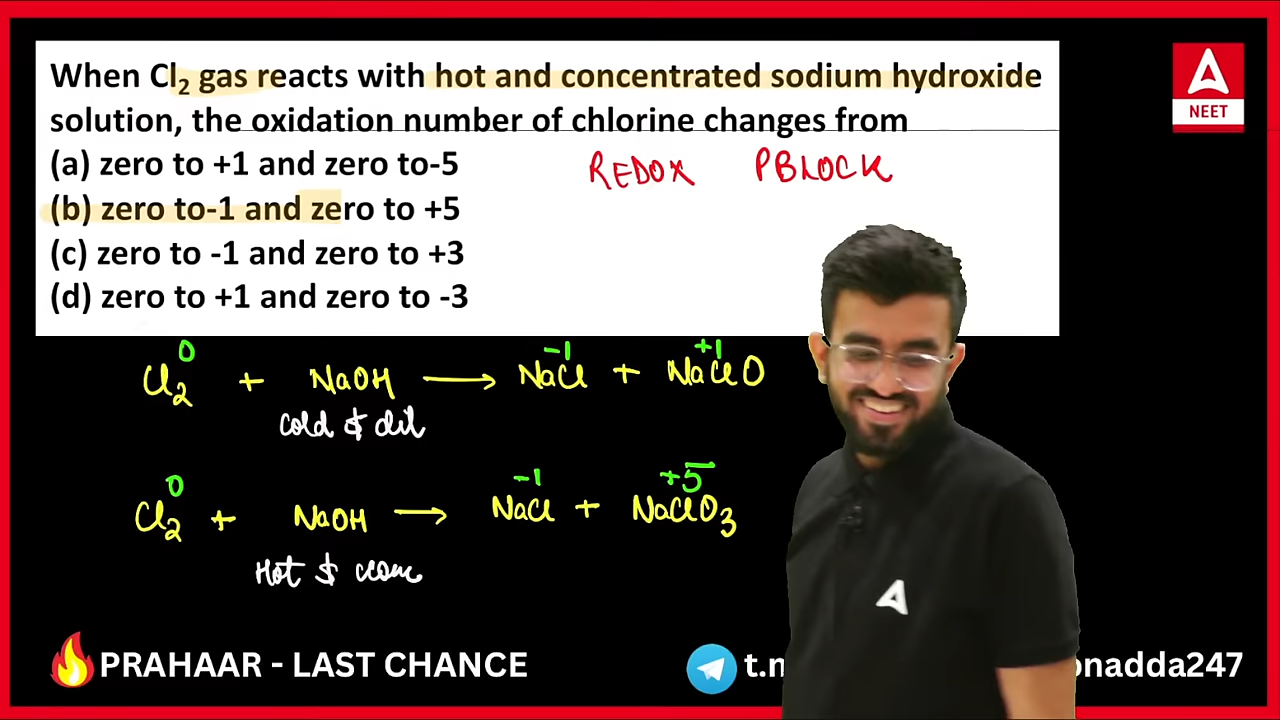 When Cl₂ gas reacts with hot and concentrated sodium hydroxide
solution, the oxidation number of chlorine changes from
(a) zero to +1 and zero to-5
(b) zero to-1 and zero to +5
(c) zero to -1 and zero to +3
(d) zero to +1 and zero to -3
REDOX PBLOCK
A
NEET
0 -1 +1
Cl₂ + NaOH ⟶ NaCl + NaClO
cold & dil
0 -1 +5
Cl₂ + NaOH ⟶ NaCl + NaClO₃
Hot & conc
A
PRAHAAR - LAST CHANCE
adda247